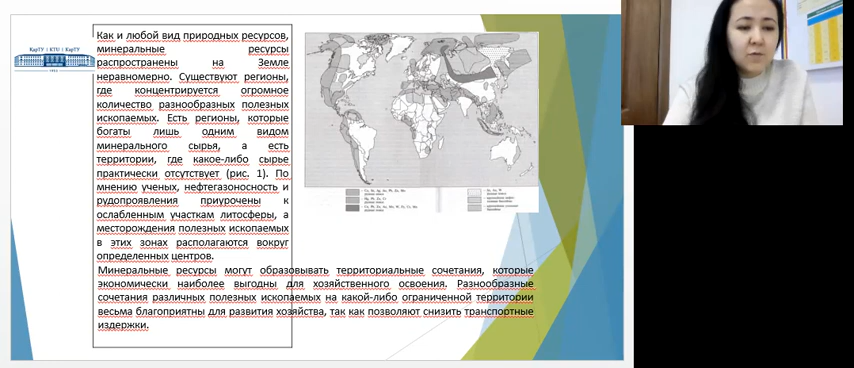 КарТУ | KTU | КарТУ
Как и любой вид природных ресурсов,
минеральные ресурсы
распространены на Земле
неравномерно. Существуют регионы,
где концентрируется огромное
количество разнообразных полезных
ископаемых. Есть регионы, которые
богаты лишь одним видом
минерального сырья, а есть
территории, где какое-либо сырье
практически отсутствует (рис. 1). По
мнению ученых, нефтегазоносность и
рудопроявления приурочены к
ослабленным участкам литосферы, а
месторождения полезных ископаемых
в этих зонах располагаются вокруг
определенных центров.
Минеральные ресурсы могут образовывать территориальные сочетания, которые
экономически наиболее выгодны для хозяйственного освоения. Разнообразные
сочетания различных полезных ископаемых на какой-либо ограниченной территории
весьма благоприятны для развития хозяйства, так как позволяют снизить транспортные
издержки.